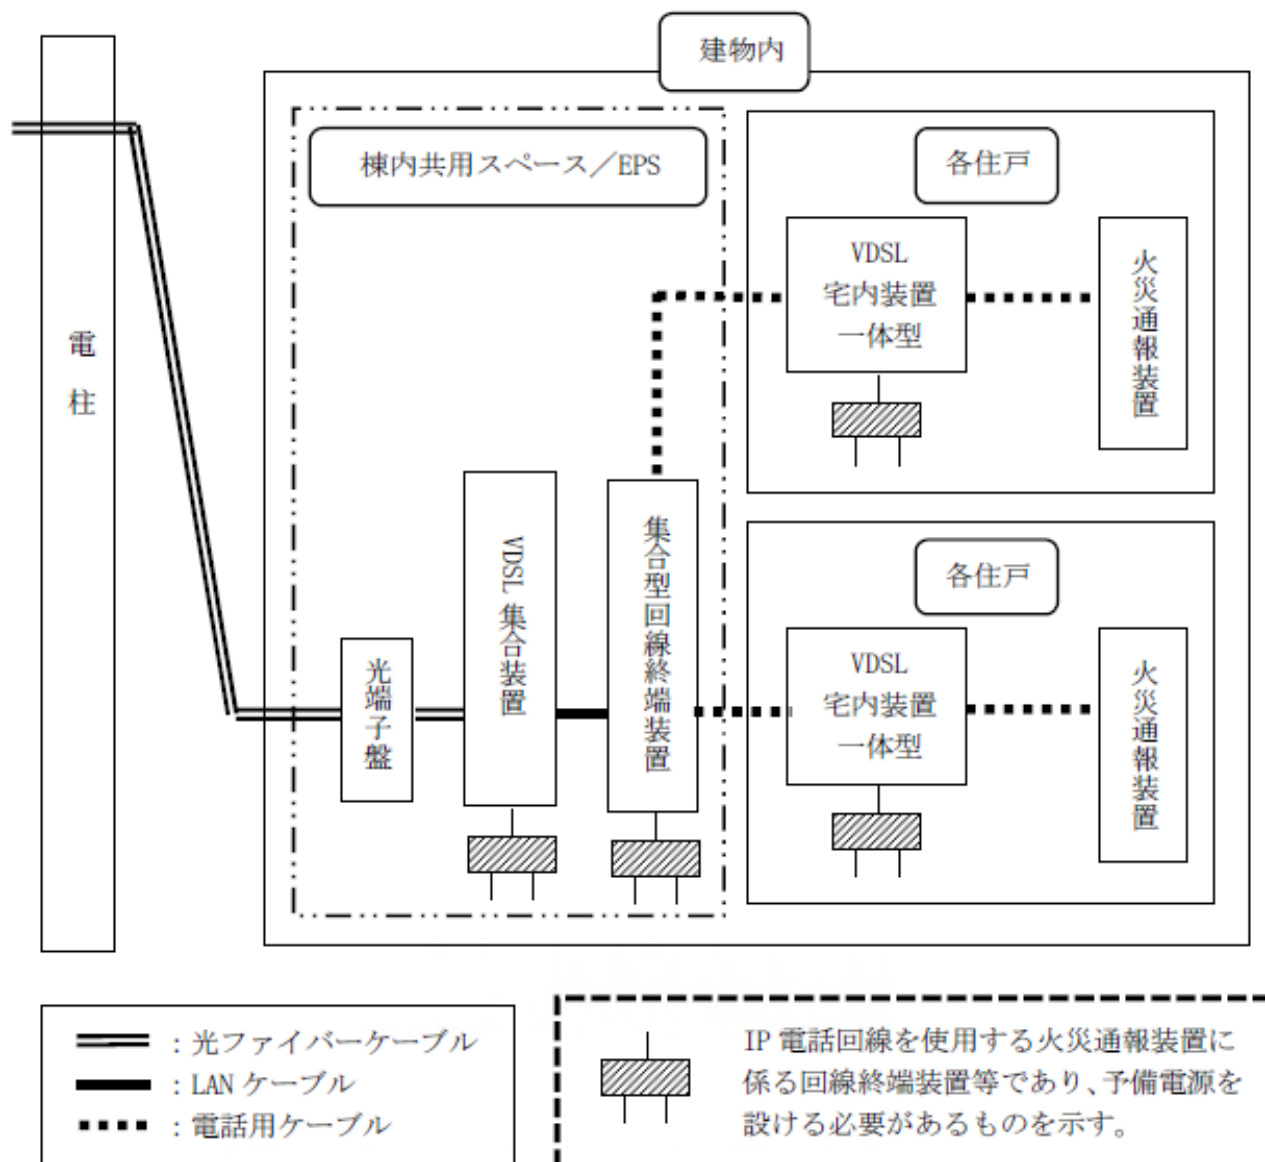 建物内
電柱
棟内共用スペース／EPS
光端子盤
VDSL 集合装置
集合型回線終端装置
各住戸
VDSL
宅内装置
一体型
火災通報装置
各住戸
VDSL
宅内装置
一体型
火災通報装置
：光ファイバーケーブル
：LAN ケーブル
：電話用ケーブル
IP 電話回線を使用する火災通報装置に
係る回線終端装置等であり、予備電源を
設ける必要があるものを示す。